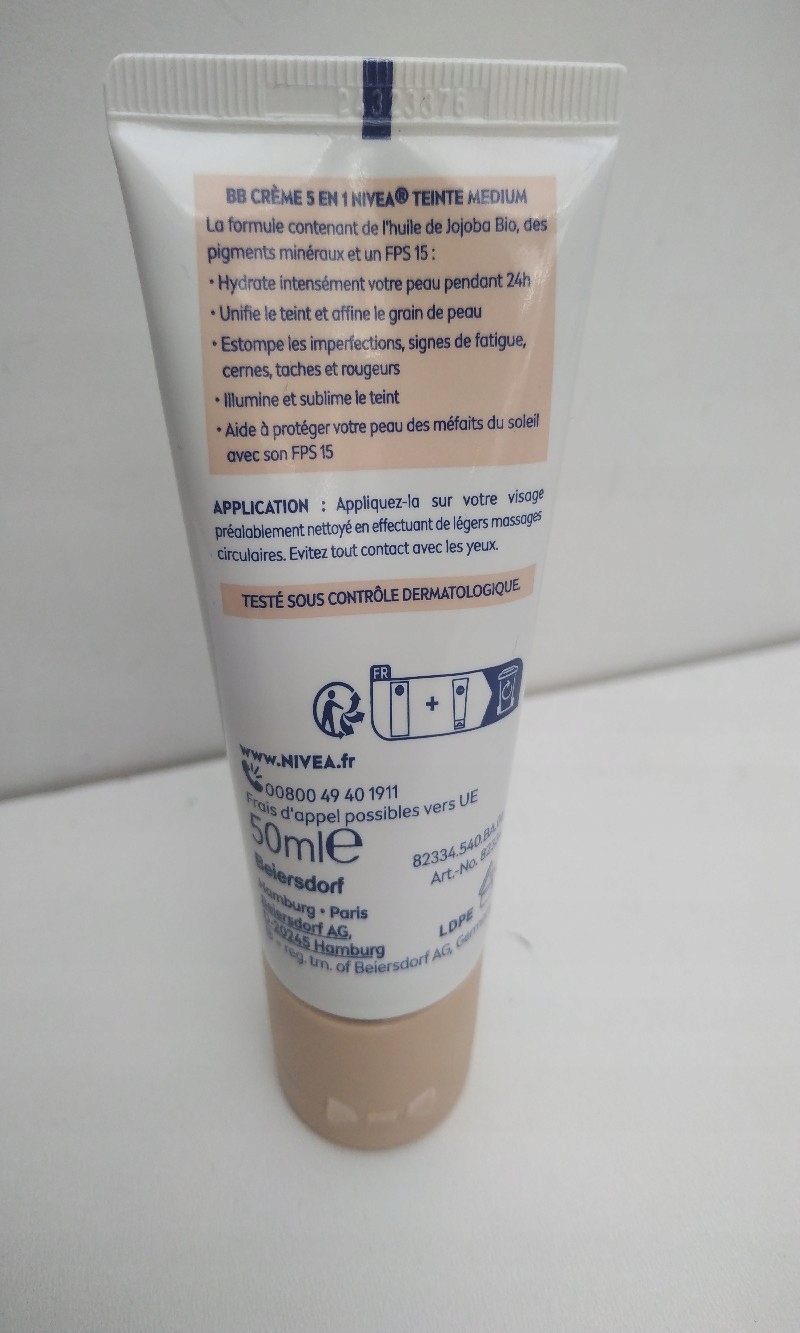 BB CRÈME 5 EN 1 NIVEA® TEINTE MEDIUM
La formule contenant de l'huile de Jojoba Bio, des
pigments minéraux et un FPS 15 :
• Hydrate intensément votre peau pendant 24h
• Unifie le teint et affine le grain de peau
• Estompe les imperfections, signes de fatigue,
cernes, taches et rougeurs
• Illumine et sublime le teint
• Aide à protéger votre peau des méfaits du soleil
avec son FPS 15
APPLICATION : Appliquez-la sur votre visage
préalablement nettoyé en effectuant de légers massages
circulaires. Evitez tout contact avec les yeux.
TESTÉ SOUS CONTRÔLE DERMATOLOGIQUE.
FR
+
www.NIVEA.fr
00800 49 40 1911
Frais d'appel possibles vers UE
50ml e
82334.540.BA.
Art.-No.
Beiersdorf
Hamburg • Paris
Beiersdorf AG,
20245 Hamburg
LDPE
reg. tm. of Beiersdorf AG,